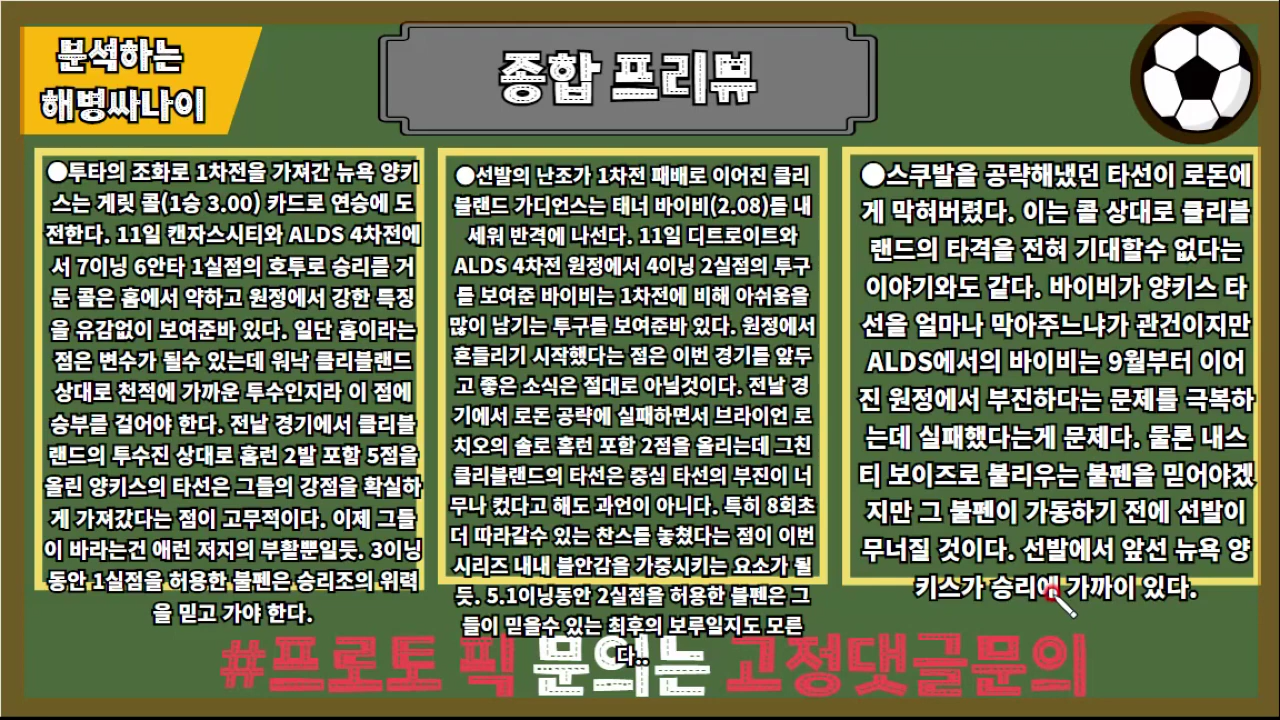 분석하는
해병싸나이
종합 프리뷰
●투타의 조화로 1차전을 가져간 뉴욕 양키
스는 게릿 콜(1승 3.00) 카드로 연승에 도
전한다. 11일 캔자스시티와 ALDS 4차전에
서 7이닝 6안타 1실점의 호투로 승리를 거
둔 콜은 홈에서 약하고 원정에서 강한 특징
을 유감없이 보여준바 있다. 일단 홈이라는
점은 변수가 될수 있는데 워낙 클리블랜드
상대로 천적에 가까운 투수인지라 이 점에
승부를 걸어야 한다. 전날 경기에서 클리블
랜드의 투수진 상대로 홈런 2발 포함 5점을
올린 양키스의 타선은 그들의 강점을 확실하
게 가져갔다는 점이 고무적이다. 이제 그들
이 바라는건 애런 저지의 부활뿐일듯. 3이닝
동안 1실점을 허용한 불펜은 승리조의 위력
을 믿고 가야 한다.
●선발의 난조가 1차전 패배로 이어진 클리
블랜드 가디언스는 태너 바이비(2.08)를 내
세워 반격에 나선다. 11일 디트로이트와
ALDS 4차전 원정에서 4이닝 2실점의 투구
를 보여준 바이비는 1차전에 비해 아쉬움을
많이 남기는 투구를 보여준바 있다. 원정에서
흔들리기 시작했다는 점은 이번 경기를 앞두
고 좋은 소식은 절대로 아닐것이다. 전날 경
기에서 로돈 공략에 실패하면서 브라이언 로
치오의 솔로 홈런 포함 2점을 올리는데 그친
클리블랜드의 타선은 중심 타선의 부진이 너
무나 컸다고 해도 과언이 아니다. 특히 8회초
더 따라갈수 있는 찬스를 놓쳤다는 점이 이번
시리즈 내내 불안감을 가중시키는 요소가 될
듯. 5.1이닝동안 2실점을 허용한 불펜은 그
들이 믿을수 있는 최후의 보루일지도 모른
다..
●스쿠발을 공략해냈던 타선이 로돈에
게 막혀버렸다. 이는 콜 상대로 클리블
랜드의 타격을 전혀 기대할수 없다는
이야기와도 같다. 바이비가 양키스 타
선을 얼마나 막아주느냐가 관건이지만
ALDS에서의 바이비는 9월부터 이어
진 원정에서 부진하다는 문제를 극복하
는데 실패했다는게 문제다. 물론 내스
티 보이즈로 불리우는 불펜을 믿어야겠
지만 그 불펜이 가동하기 전에 선발이
무너질 것이다. 선발에서 앞선 뉴욕 양
키스가 승리에 가까이 있다.
#프로토 픽 문의는 고정댓글문의